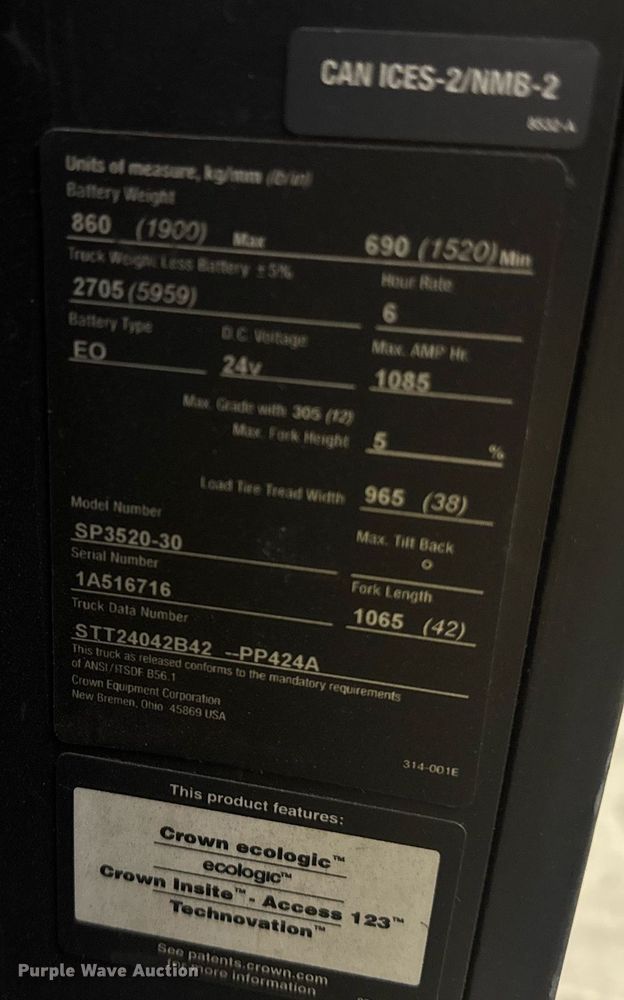 CAN ICES-2/NMB-2
8532-A
Units of measure, kg/mm (lb/in)
Battery Weight
860 (1900) Max 690 (1520) Min
Truck Weight Less Battery ±5% Hour Rate
2705 (5959) 6
Battery Type D.C. Voltage Max. AMP Hr.
EO 24v 1085
Max. Grade with 305 (12)
Max. Fork Height 5 %
Load Tire Tread Width 965 (38)
Model Number Max. Tilt Back
SP3520-30 °
Serial Number Fork Length
1A516716 1065 (42)
Truck Data Number
STT24042B42 --PP424A
This truck as released conforms to the mandatory requirements
of ANSI/ITSDF B56.1
Crown Equipment Corporation
New Bremen, Ohio 45869 USA
314-001E
This product features:
Crown ecologic™
ecologic™
Crown Insite™ - Access 123™
Technovation™
See patents.crown.com
for more information
Purple Wave Auction